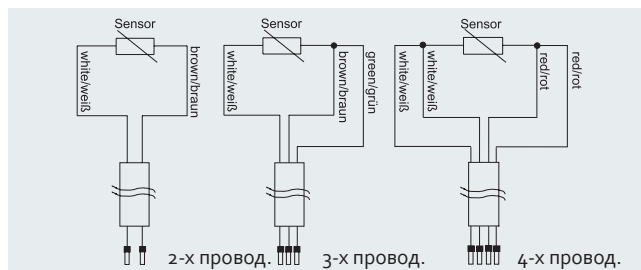 Sensor
white/weiß
brown/braun
2-х провод.
Sensor
white/weiß
brown/braun
green/grün
3-х провод.
Sensor
white/weiß
white/weiß
red/rot
red/rot
4-х провод.